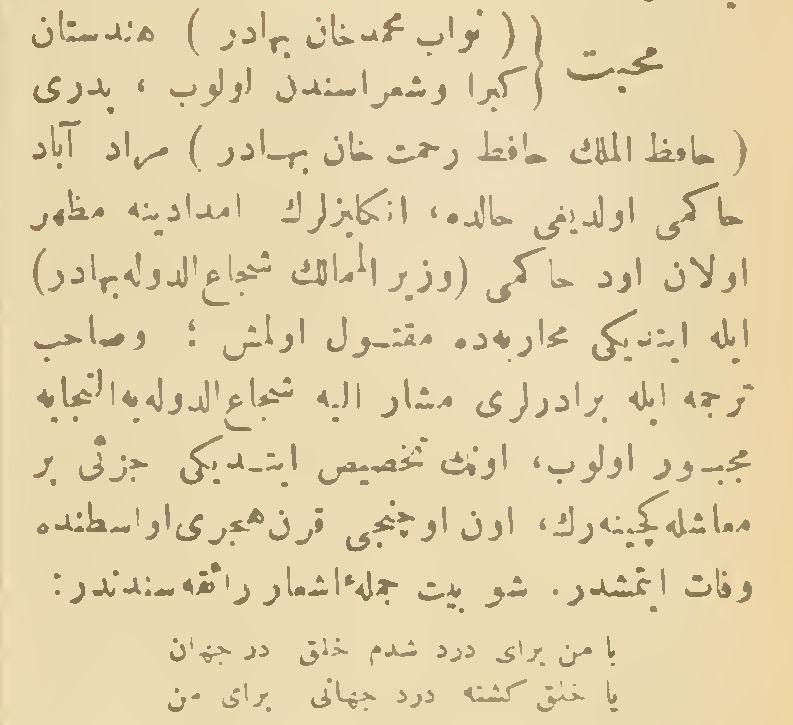 محبت { ( نواب محمدخان بهادر ) هندستان
كبرا وشعراسندن اولوب ، پدری
( حافظ الملك حافظ رحمت خان بهادر ) مراد آباد
حاكمی اولدیغی حالده، انكلیزلرك امدادینه مظهر
اولان اود حاكمی (وزیر الممالك شجاع الدوله بهادر)
ایله ایتدیكی محاربه‌ده مقتول اولمش ؛ وصاحب
ترجمه ایله برادرلری مشار الیه شجاع الدوله‌یه التجایه
مجبور اولوب، اونك تخصیص ایتدیكی جزئی بر
معاشله كچینه‌رك، اون اوچنجی قرن هجری اواسطنده
وفات ایتمشدر. شو بیت جملهٔ اشعار رائقه‌سندندر:
یا من برای درد شدم خلق در جهان
یا خلق كشته درد جهانی برای من